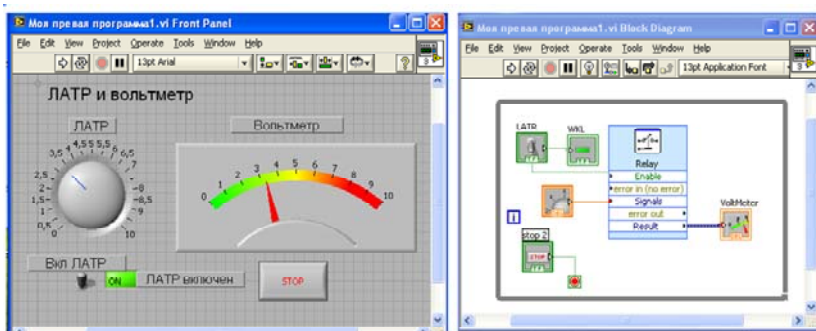 Моя превая программа1.vi Front Panel
File Edit View Project Operate Tools Window Help
13pt Arial
ЛАТР и вольтметр
ЛАТР
0 0,5 1 1,5 2 2,5 3,5 4 4,5 5 5,5 6 6,5 7 8 8,5 9 10
Вольтметр
0 1 2 3 4 5 6 7 8 9 10
Вкл ЛАТР
ON ЛАТР включен
STOP
Моя превая программа1.vi Block Diagram
File Edit View Project Operate Tools Window Help
13pt Application Font
LATR
WKL
Relay
Enable
error in (no error)
Signals
error out
Result
VoltMotor
i
stop 2
STOP